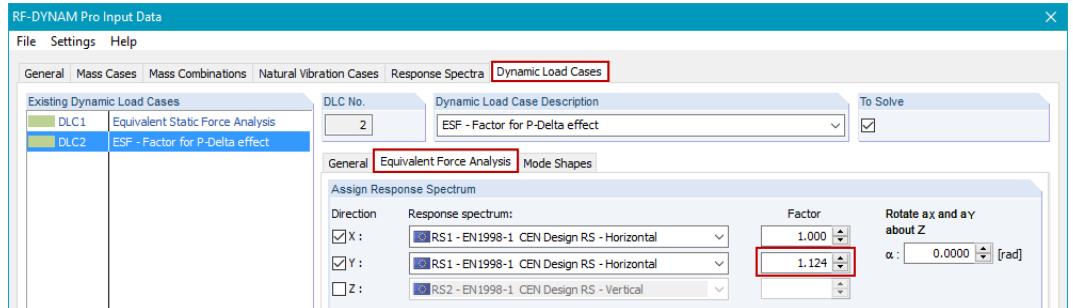 RF-DYNAM Pro Input Data
File Settings Help
General Mass Cases Mass Combinations Natural Vibration Cases Response Spectra Dynamic Load Cases
Existing Dynamic Load Cases DLC No. Dynamic Load Case Description To Solve
DLC1 Equivalent Static Force Analysis 2 ESF - Factor for P-Delta effect
DLC2 ESF - Factor for P-Delta effect
General Equivalent Force Analysis Mode Shapes
Assign Response Spectrum
Direction Response spectrum: Factor Rotate aX and aY
about Z
X : RS1 - EN1998-1 CEN Design RS - Horizontal 1.000
α : 0.0000 [rad]
Y : RS1 - EN1998-1 CEN Design RS - Horizontal 1.124
Z : RS2 - EN1998-1 CEN Design RS - Vertical